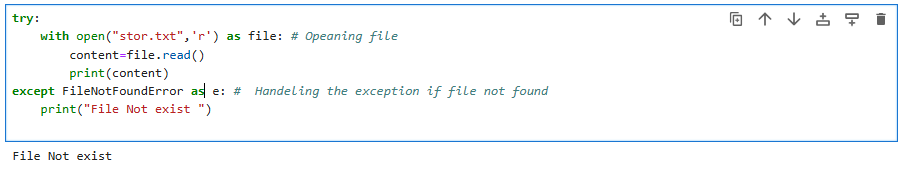 try:
    with open("stor.txt",'r') as file: # Opeaning file
        content=file.read()
        print(content)
except FileNotFoundError as e: #  Handeling the exception if file not found
    print("File Not exist ")
File Not exist